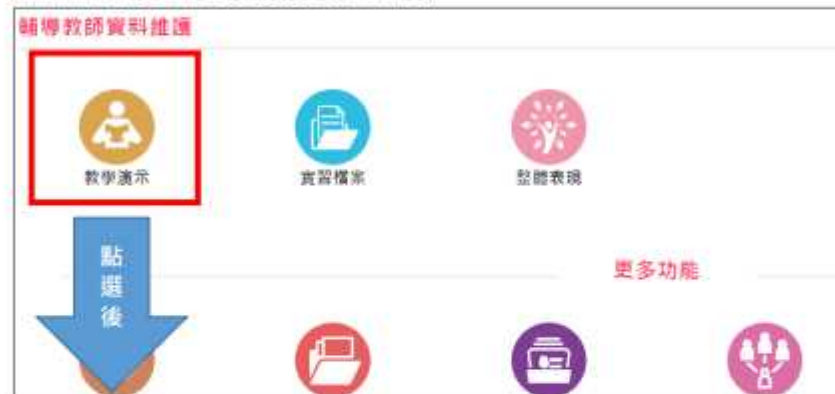 輔導教師資料維護
教學演示
實習檔案
整體表現
點選後
更多功能